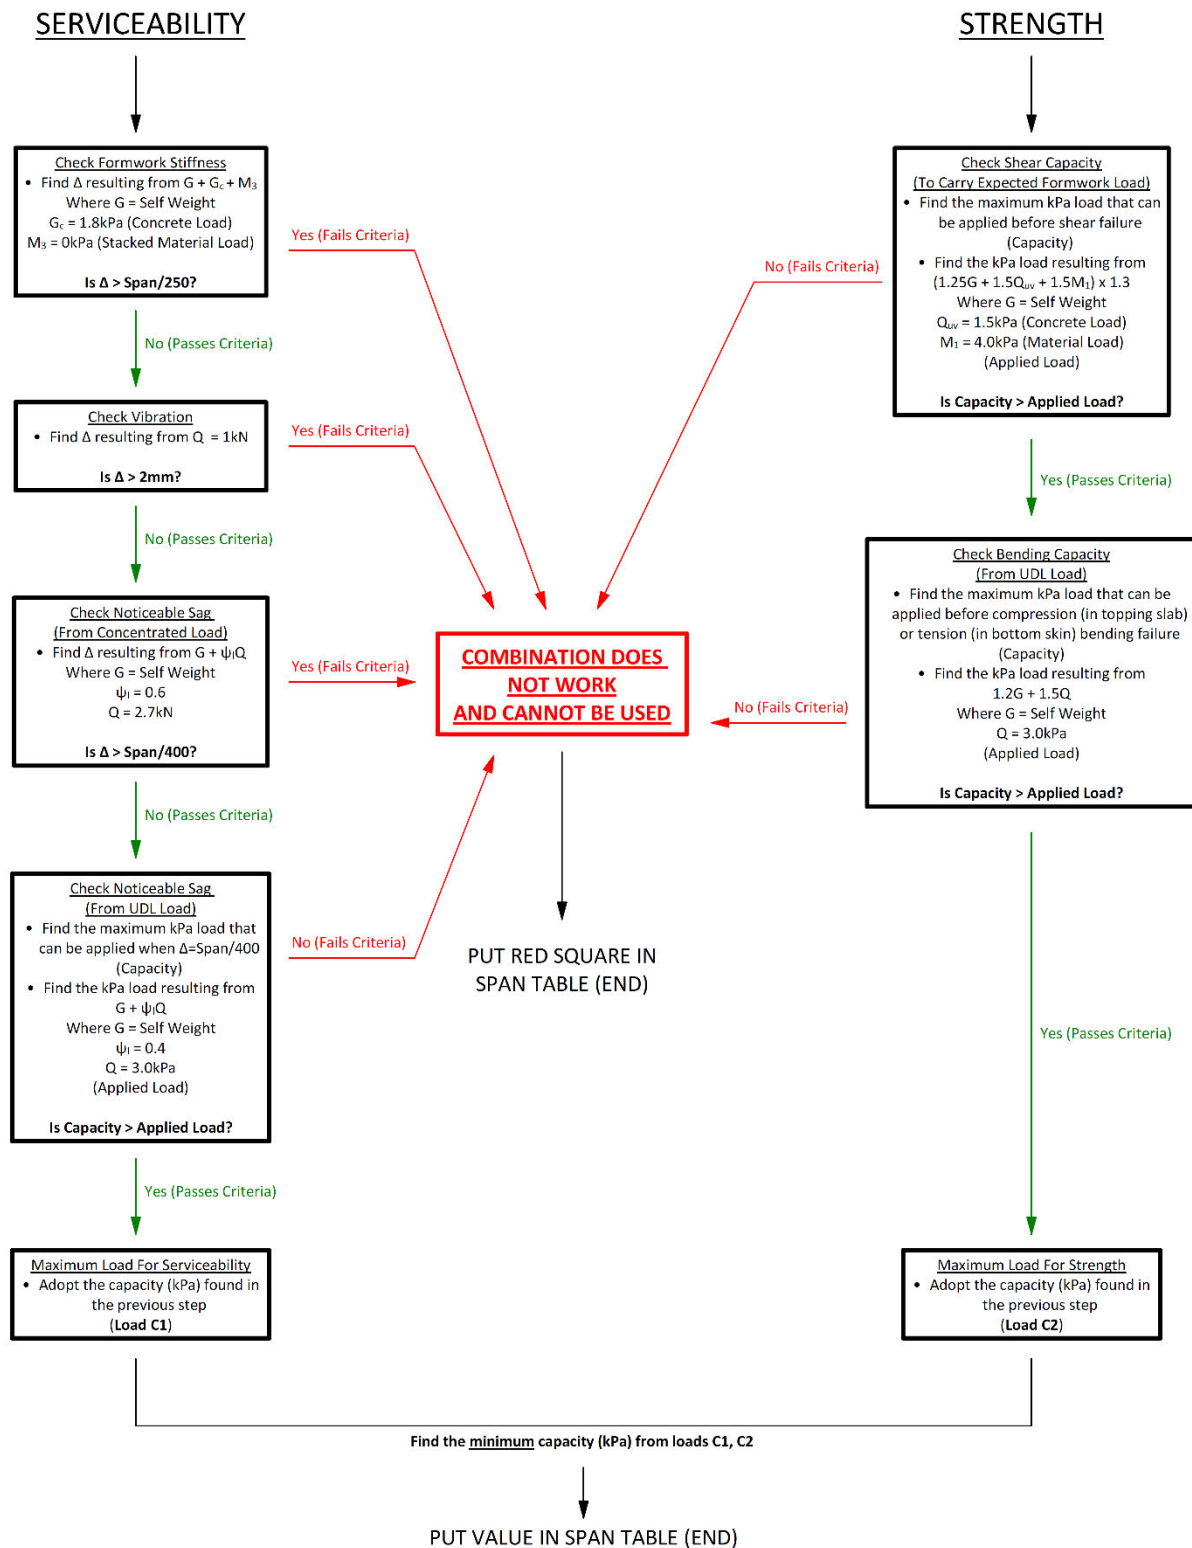 SERVICEABILITY
Check Formwork Stiffness
• Find Δ resulting from G + G꜀ + M₃
Where G = Self Weight
G꜀ = 1.8kPa (Concrete Load)
M₃ = 0kPa (Stacked Material Load)
Is Δ > Span/250?
Yes (Fails Criteria)
No (Passes Criteria)
Check Vibration
• Find Δ resulting from Q = 1kN
Is Δ > 2mm?
Yes (Fails Criteria)
No (Passes Criteria)
Check Noticeable Sag
(From Concentrated Load)
• Find Δ resulting from G + ψₗQ
Where G = Self Weight
ψₗ = 0.6
Q = 2.7kN
Is Δ > Span/400?
Yes (Fails Criteria)
No (Passes Criteria)
Check Noticeable Sag
(From UDL Load)
• Find the maximum kPa load that
can be applied when Δ=Span/400
(Capacity)
• Find the kPa load resulting from
G + ψₗQ
Where G = Self Weight
ψₗ = 0.4
Q = 3.0kPa
(Applied Load)
Is Capacity > Applied Load?
No (Fails Criteria)
Yes (Passes Criteria)
Maximum Load For Serviceability
• Adopt the capacity (kPa) found in
the previous step
(Load C1)
COMBINATION DOES
NOT WORK
AND CANNOT BE USED
PUT RED SQUARE IN
SPAN TABLE (END)
STRENGTH
Check Shear Capacity
(To Carry Expected Formwork Load)
• Find the maximum kPa load that can
be applied before shear failure
(Capacity)
• Find the kPa load resulting from
(1.25G + 1.5Qᵤᵥ + 1.5M₁) x 1.3
Where G = Self Weight
Qᵤᵥ = 1.5kPa (Concrete Load)
M₁ = 4.0kPa (Material Load)
(Applied Load)
Is Capacity > Applied Load?
No (Fails Criteria)
Yes (Passes Criteria)
Check Bending Capacity
(From UDL Load)
• Find the maximum kPa load that can be
applied before compression (in topping slab)
or tension (in bottom skin) bending failure
(Capacity)
• Find the kPa load resulting from
1.2G + 1.5Q
Where G = Self Weight
Q = 3.0kPa
(Applied Load)
Is Capacity > Applied Load?
No (Fails Criteria)
Yes (Passes Criteria)
Maximum Load For Strength
• Adopt the capacity (kPa) found in
the previous step
(Load C2)
Find the minimum capacity (kPa) from loads C1, C2
PUT VALUE IN SPAN TABLE (END)